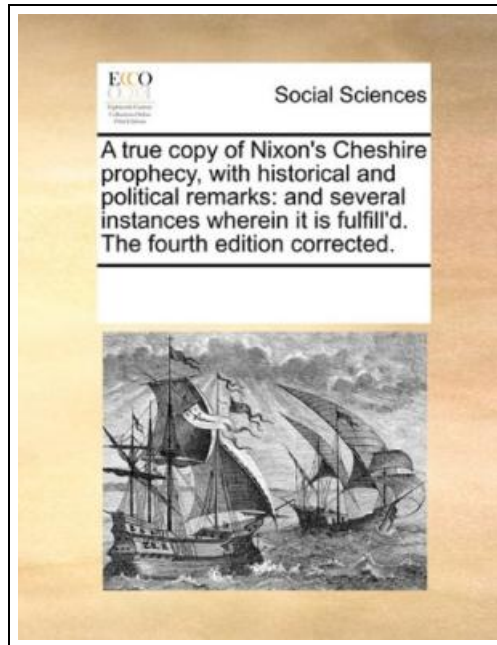 ECCO
Social Sciences
A true copy of Nixon's Cheshire
prophecy, with historical and
political remarks: and several
instances wherein it is fulfill'd.
The fourth edition corrected.